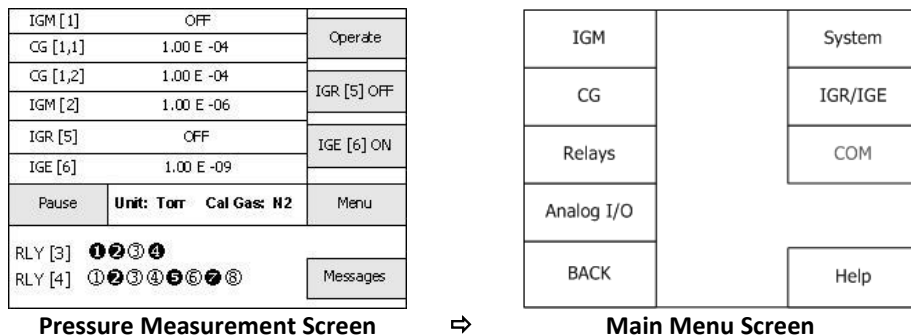 IGM [1] OFF
Operate
CG [1,1] 1.00 E -04
CG [1,2] 1.00 E -04
IGR [5] OFF
IGM [2] 1.00 E -06
IGR [5] OFF
IGE [6] ON
IGE [6] 1.00 E -09
Pause Unit: Torr Cal Gas: N2 Menu
RLY [3] ❶❷③❹
RLY [4] ①❷③④❺⑥❼⑧
Messages
Pressure Measurement Screen
⇨
IGM System
CG IGR/IGE
Relays COM
Analog I/O
BACK Help
Main Menu Screen